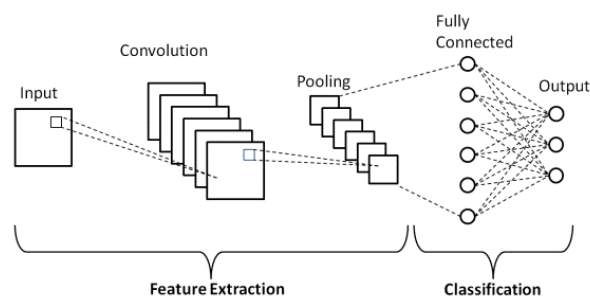 Fully
Connected
Convolution
Pooling
Input
Output
Feature Extraction
Classification